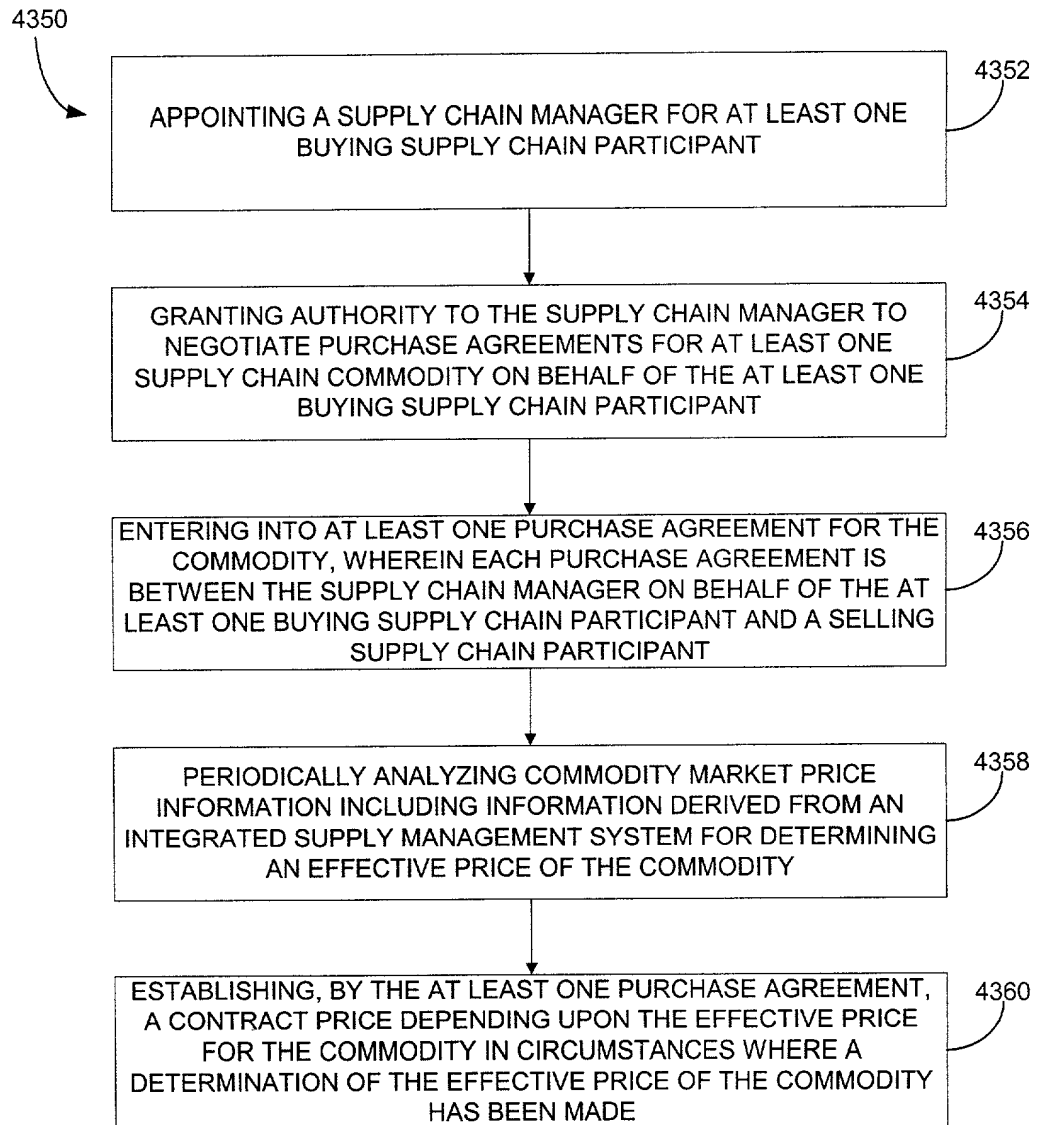 4350
4352
APPOINTING A SUPPLY CHAIN MANAGER FOR AT LEAST ONE
BUYING SUPPLY CHAIN PARTICIPANT
4354
GRANTING AUTHORITY TO THE SUPPLY CHAIN MANAGER TO
NEGOTIATE PURCHASE AGREEMENTS FOR AT LEAST ONE
SUPPLY CHAIN COMMODITY ON BEHALF OF THE AT LEAST ONE
BUYING SUPPLY CHAIN PARTICIPANT
4356
ENTERING INTO AT LEAST ONE PURCHASE AGREEMENT FOR THE
COMMODITY, WHEREIN EACH PURCHASE AGREEMENT IS
BETWEEN THE SUPPLY CHAIN MANAGER ON BEHALF OF THE AT
LEAST ONE BUYING SUPPLY CHAIN PARTICIPANT AND A SELLING
SUPPLY CHAIN PARTICIPANT
4358
PERIODICALLY ANALYZING COMMODITY MARKET PRICE
INFORMATION INCLUDING INFORMATION DERIVED FROM AN
INTEGRATED SUPPLY MANAGEMENT SYSTEM FOR DETERMINING
AN EFFECTIVE PRICE OF THE COMMODITY
4360
ESTABLISHING, BY THE AT LEAST ONE PURCHASE AGREEMENT,
A CONTRACT PRICE DEPENDING UPON THE EFFECTIVE PRICE
FOR THE COMMODITY IN CIRCUMSTANCES WHERE A
DETERMINATION OF THE EFFECTIVE PRICE OF THE COMMODITY
HAS BEEN MADE